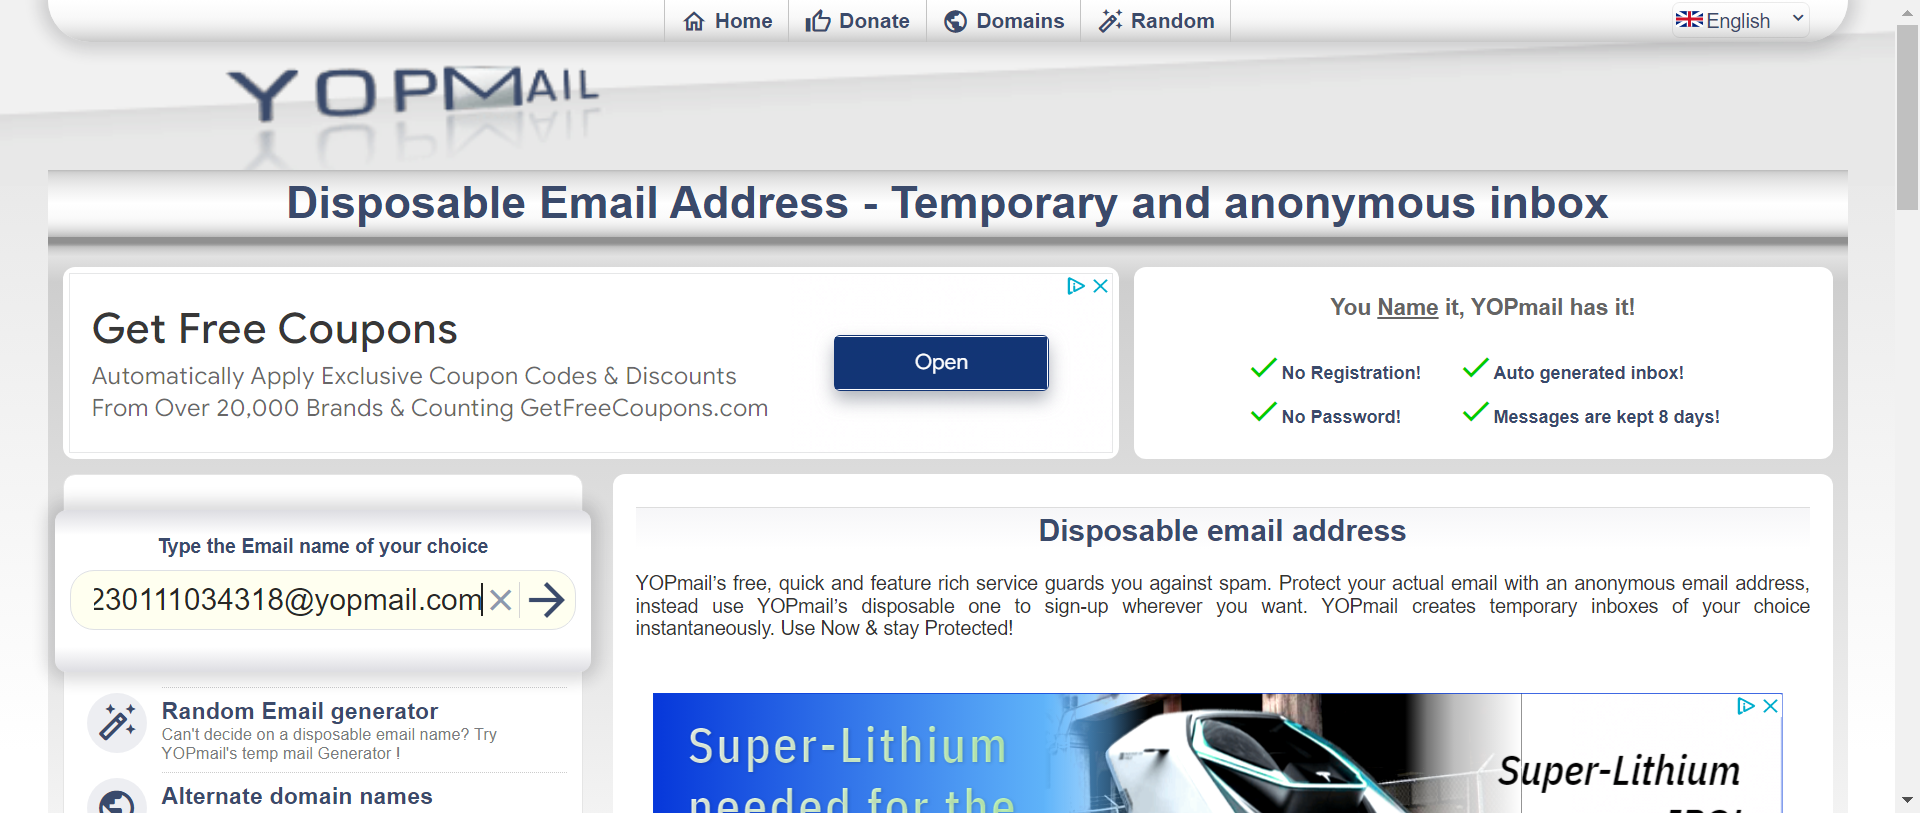 Home Donate Domains Random
English
YOPMAIL
Disposable Email Address - Temporary and anonymous inbox
Get Free Coupons
Automatically Apply Exclusive Coupon Codes & Discounts
From Over 20,000 Brands & Counting GetFreeCoupons.com
Open
You Name it, YOPmail has it!
No Registration! Auto generated inbox!
No Password! Messages are kept 8 days!
Type the Email name of your choice
230111034318@yopmail.com
Random Email generator
Can't decide on a disposable email name? Try
YOPmail's temp mail Generator !
Alternate domain names
Disposable email address
YOPmail's free, quick and feature rich service guards you against spam. Protect your actual email with an anonymous email address,
instead use YOPmail's disposable one to sign-up wherever you want. YOPmail creates temporary inboxes of your choice
instantaneously. Use Now & stay Protected!
Super-Lithium
needed for the
Super-Lithium